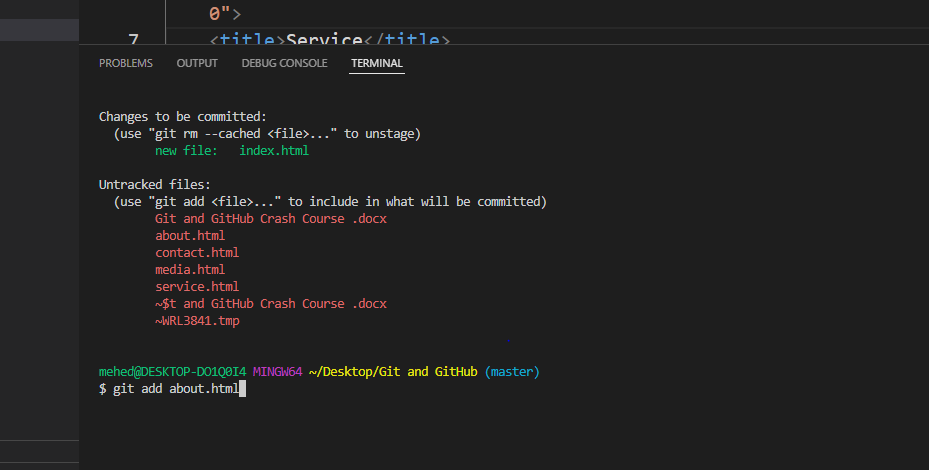 0">
7 <title>Service</title>
PROBLEMS OUTPUT DEBUG CONSOLE TERMINAL
Changes to be committed:
(use "git rm --cached <file>..." to unstage)
new file: index.html
Untracked files:
(use "git add <file>..." to include in what will be committed)
Git and GitHub Crash Course .docx
about.html
contact.html
media.html
service.html
~$t and GitHub Crash Course .docx
~WRL3841.tmp
mehed@DESKTOP-DO1Q0I4 MINGW64 ~/Desktop/Git and GitHub (master)
$ git add about.html